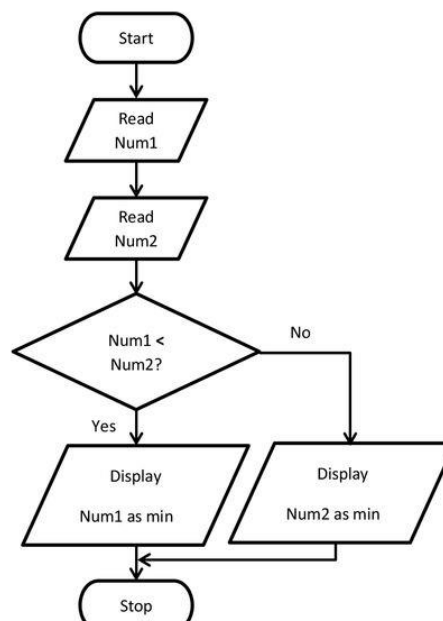 Start
Read
Num1
Read
Num2
Num1 <
Num2?
No
Yes
Display
Num1 as min
Display
Num2 as min
Stop